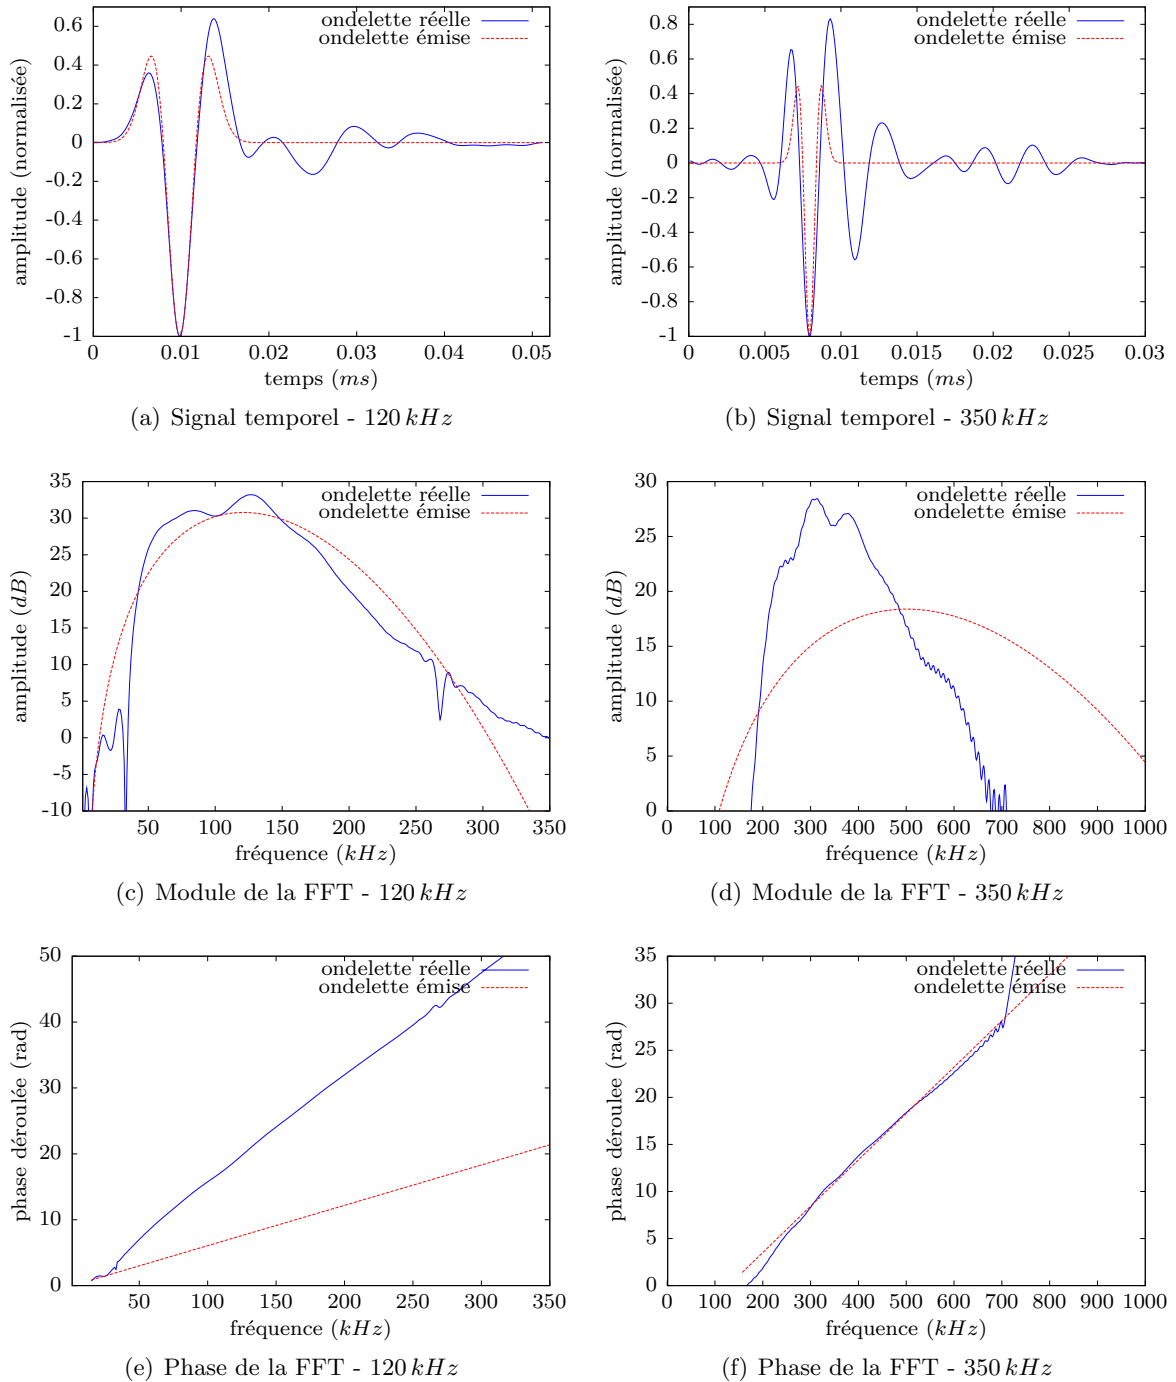 ondelette réelle
ondelette émise
amplitude (normalisée)
0.6
0.4
0.2
0
-0.2
-0.4
-0.6
-0.8
-1
0 0.01 0.02 0.03 0.04 0.05
temps (ms)
(a) Signal temporel - 120 kHz
ondelette réelle
ondelette émise
amplitude (normalisée)
0.8
0.6
0.4
0.2
0
-0.2
-0.4
-0.6
-0.8
-1
0 0.005 0.01 0.015 0.02 0.025 0.03
temps (ms)
(b) Signal temporel - 350 kHz
ondelette réelle
ondelette émise
amplitude (dB)
35
30
25
20
15
10
5
0
-5
-10
50 100 150 200 250 300 350
fréquence (kHz)
(c) Module de la FFT - 120 kHz
ondelette réelle
ondelette émise
amplitude (dB)
30
25
20
15
10
5
0
0 100 200 300 400 500 600 700 800 900 1000
fréquence (kHz)
(d) Module de la FFT - 350 kHz
ondelette réelle
ondelette émise
phase déroulée (rad)
50
40
30
20
10
0
50 100 150 200 250 300 350
fréquence (kHz)
(e) Phase de la FFT - 120 kHz
ondelette réelle
ondelette émise
phase déroulée (rad)
35
30
25
20
15
10
5
0
0 100 200 300 400 500 600 700 800 900 1000
fréquence (kHz)
(f) Phase de la FFT - 350 kHz